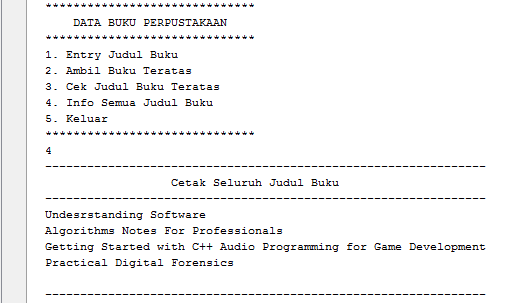 ******************************
DATA BUKU PERPUSTAKAAN
******************************
1. Entry Judul Buku
2. Ambil Buku Teratas
3. Cek Judul Buku Teratas
4. Info Semua Judul Buku
5. Keluar
******************************
4
---------------------------------------------------------------
Cetak Seluruh Judul Buku
---------------------------------------------------------------
Undesrstanding Software
Algorithms Notes For Professionals
Getting Started with C++ Audio Programming for Game Development
Practical Digital Forensics
---------------------------------------------------------------